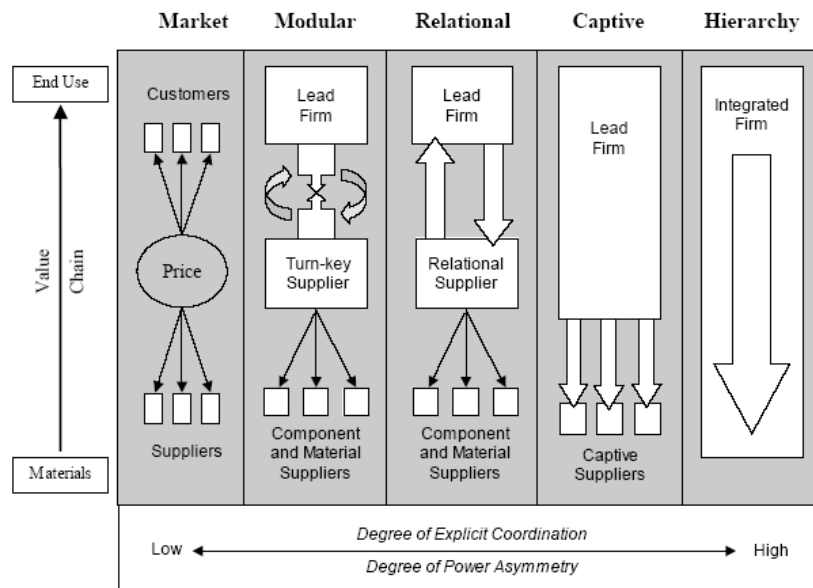 Market
Modular
Relational
Captive
Hierarchy
End Use
Value
Chain
Materials
Customers
Price
Suppliers
Lead
Firm
Turn-key
Supplier
Component
and Material
Suppliers
Lead
Firm
Relational
Supplier
Component
and Material
Suppliers
Lead
Firm
Captive
Suppliers
Integrated
Firm
Degree of Explicit Coordination
Low
High
Degree of Power Asymmetry